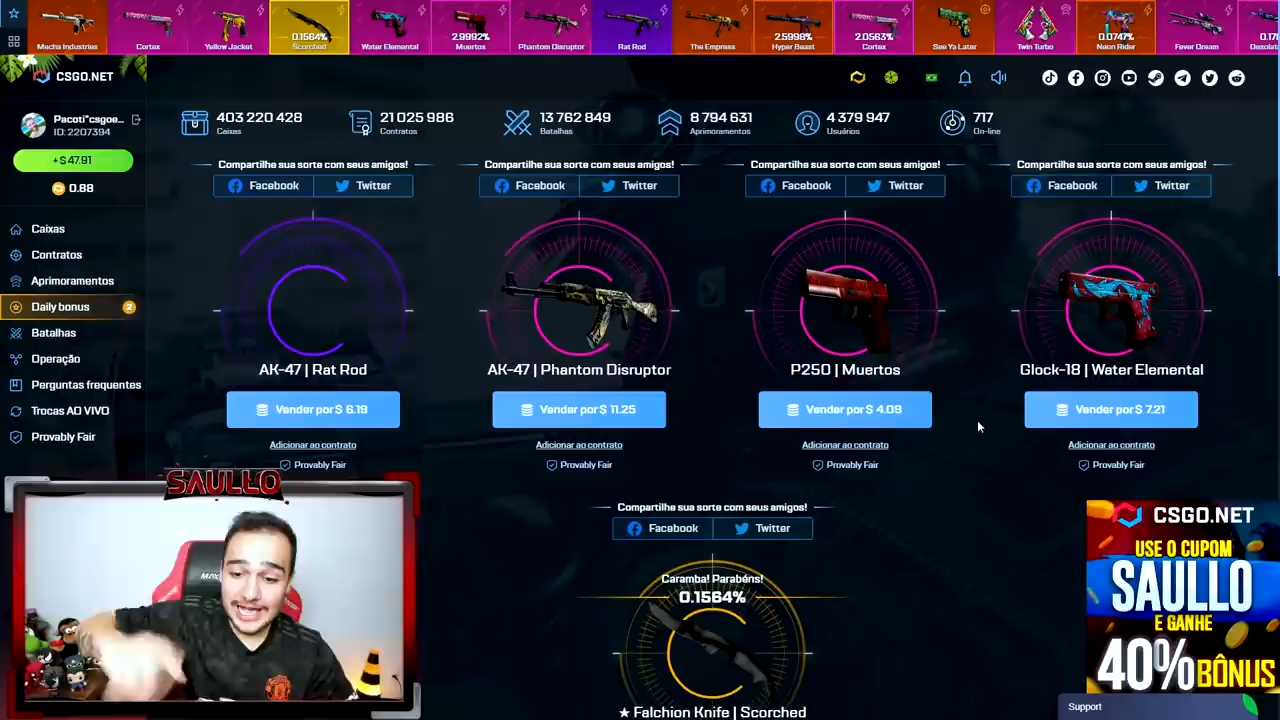 0.1564%
2.9992%
2.5998%
2.0563%
0.0747%
Mecha Industries
Cortex
Yellow Jacket
Scorched
Water Elemental
Muertos
Phantom Disruptor
Rat Rod
The Empress
Hyper Beast
Cortex
See Ya Later
Twin Turbo
Neon Rider
Fever Dream
CSGO.NET
Pacoti"csgoe...
ID: 2207394
+$47.91
0.88
403 220 428
Caixas
21 025 986
Contratos
13 762 849
Batalhas
8 794 631
Aprimoramentos
4 379 947
Usuários
717
On-line
Caixas
Contratos
Aprimoramentos
Daily bonus
2
Batalhas
Operação
Perguntas frequentes
Trocas AO VIVO
Provably Fair
Compartilhe sua sorte com seus amigos!
Facebook
Twitter
AK-47 | Rat Rod
Vender por $ 6.19
Adicionar ao contrato
Provably Fair
Compartilhe sua sorte com seus amigos!
Facebook
Twitter
AK-47 | Phantom Disruptor
Vender por $ 11.25
Adicionar ao contrato
Provably Fair
Compartilhe sua sorte com seus amigos!
Facebook
Twitter
P250 | Muertos
Vender por $ 4.09
Adicionar ao contrato
Provably Fair
Compartilhe sua sorte com seus amigos!
Facebook
Twitter
Glock-18 | Water Elemental
Vender por $ 7.21
Adicionar ao contrato
Provably Fair
Compartilhe sua sorte com seus amigos!
Facebook
Twitter
Caramba! Parabéns!
0.1564%
★ Falchion Knife | Scorched
SAULLO
CSGO.NET
USE O CUPOM
SAULLO
E GANHE
40% BÔNUS
Support